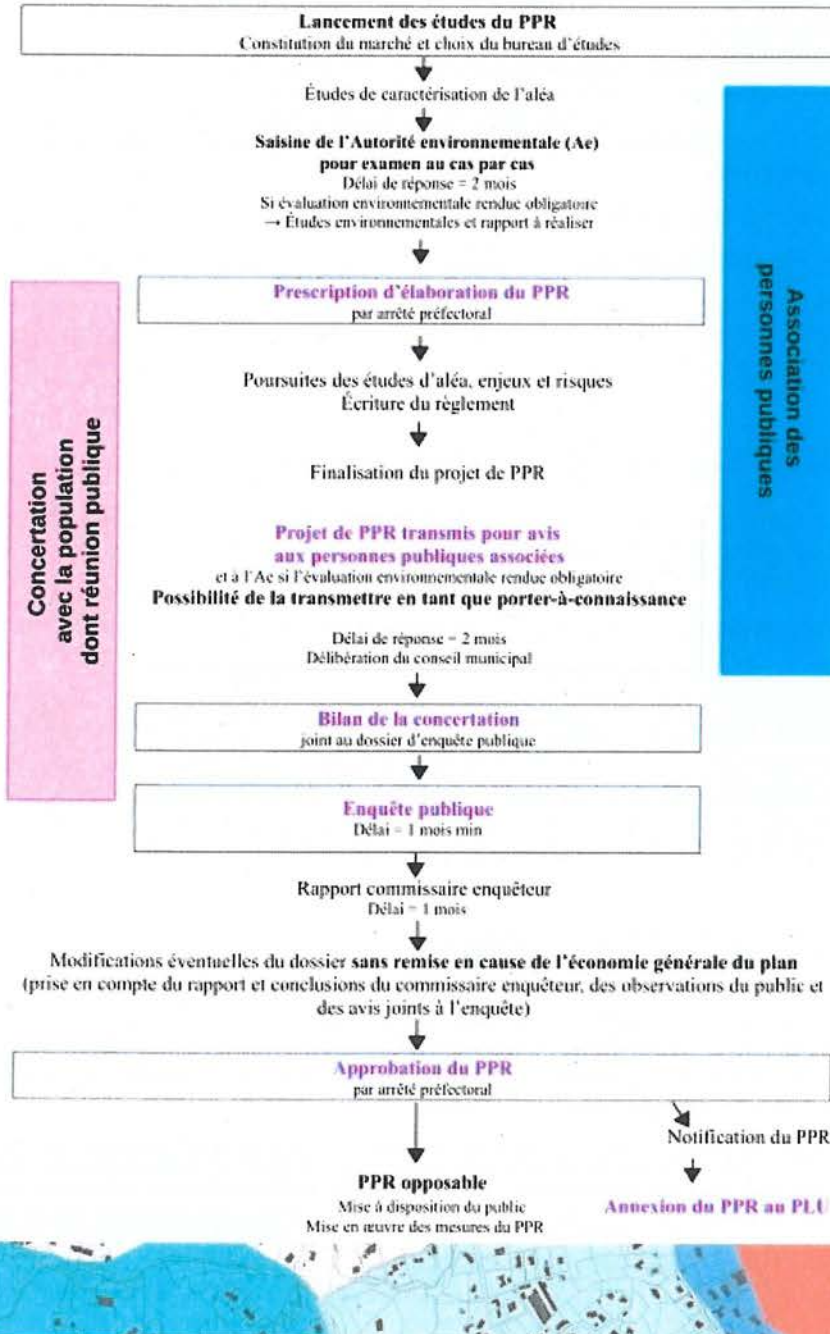 Lancement des études du PPR
Constitution du marché et choix du bureau d'études
Études de caractérisation de l'aléa
Saisine de l'Autorité environnementale (Ae)
pour examen au cas par cas
Délai de réponse = 2 mois
Si évaluation environnementale rendue obligatoire
→ Études environnementales et rapport à réaliser
Prescription d'élaboration du PPR
par arrêté préfectoral
Poursuites des études d'aléa, enjeux et risques
Écriture du règlement
Finalisation du projet de PPR
Projet de PPR transmis pour avis
aux personnes publiques associées
et à l'Ae si l'évaluation environnementale rendue obligatoire
Possibilité de la transmettre en tant que porter-à-connaissance
Délai de réponse = 2 mois
Délibération du conseil municipal
Bilan de la concertation
joint au dossier d'enquête publique
Enquête publique
Délai = 1 mois min
Rapport commissaire enquêteur
Délai = 1 mois
Modifications éventuelles du dossier sans remise en cause de l'économie générale du plan
(prise en compte du rapport et conclusions du commissaire enquêteur, des observations du public et
des avis joints à l'enquête)
Approbation du PPR
par arrêté préfectoral
Notification du PPR
PPR opposable
Mise à disposition du public
Mise en œuvre des mesures du PPR
Annexion du PPR au PLU
Concertation
avec la population
dont réunion publique
Association des
personnes publiques